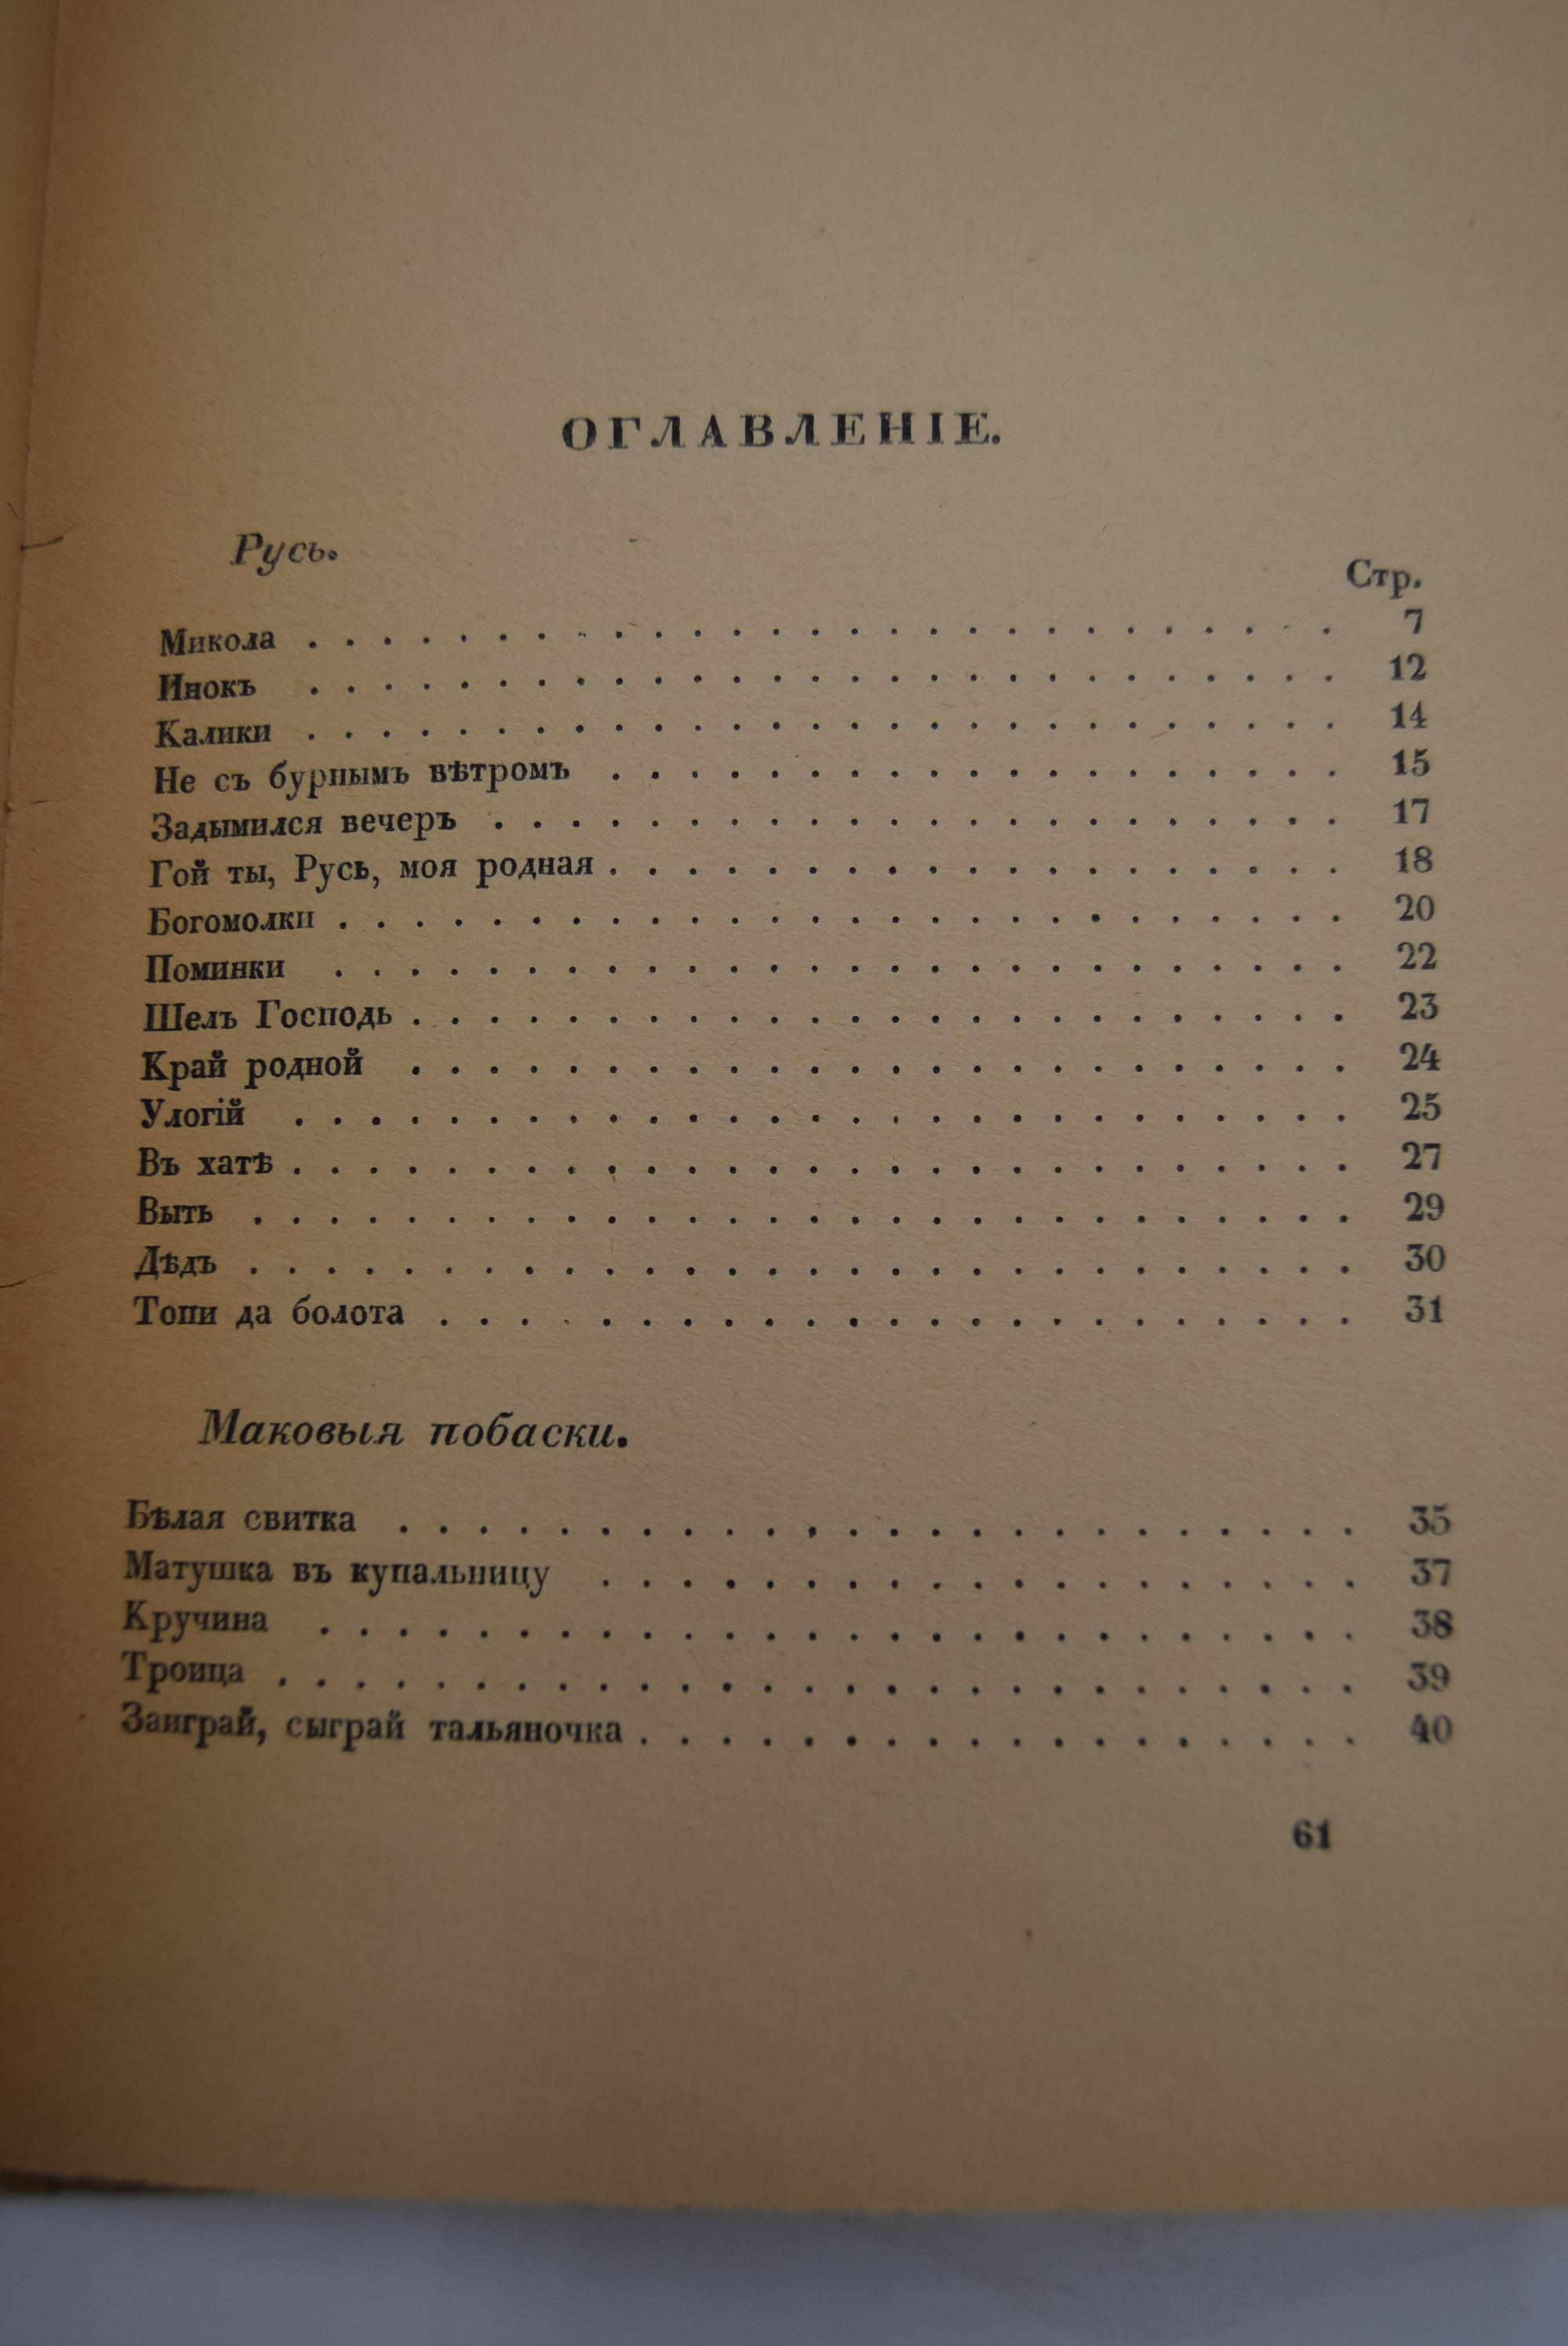 ОГЛАВЛЕНІЕ.
Русь.
Стр.
Микола . . . . . . . . . . . . . . . . . . . . . . . . . . . 7
Инокъ . . . . . . . . . . . . . . . . . . . . . . . . . . . 12
Калики . . . . . . . . . . . . . . . . . . . . . . . . . . . 14
Не съ бурнымъ вѣтромъ . . . . . . . . . . . . . . . . . . . 15
Задымился вечеръ . . . . . . . . . . . . . . . . . . . . . . 17
Гой ты, Русь, моя родная . . . . . . . . . . . . . . . . . . . 18
Богомолки . . . . . . . . . . . . . . . . . . . . . . . . . . 20
Поминки . . . . . . . . . . . . . . . . . . . . . . . . . . 22
Шелъ Господь . . . . . . . . . . . . . . . . . . . . . . . . 23
Край родной . . . . . . . . . . . . . . . . . . . . . . . . 24
Улогій . . . . . . . . . . . . . . . . . . . . . . . . . . . 25
Въ хатѣ . . . . . . . . . . . . . . . . . . . . . . . . . . . 27
Выть . . . . . . . . . . . . . . . . . . . . . . . . . . . . 29
Дѣдъ . . . . . . . . . . . . . . . . . . . . . . . . . . . . 30
Топи да болота . . . . . . . . . . . . . . . . . . . . . . . 31
Маковыя побаски.
Бѣлая свитка . . . . . . . . . . . . . . . . . . . . . . . . 35
Матушка въ купальницу . . . . . . . . . . . . . . . . . . . 37
Кручина . . . . . . . . . . . . . . . . . . . . . . . . . . 38
Троица . . . . . . . . . . . . . . . . . . . . . . . . . . . 39
Заиграй, сыграй тальяночка . . . . . . . . . . . . . . . . . . 40
61